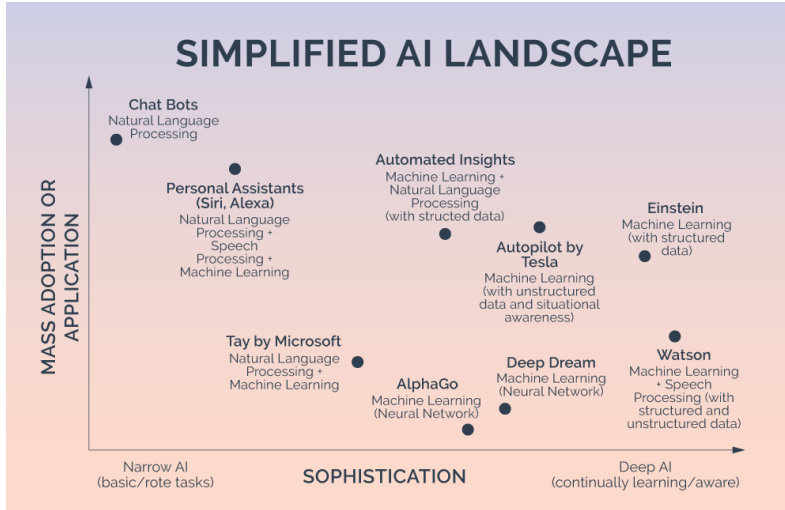 SIMPLIFIED AI LANDSCAPE
MASS ADOPTION OR
APPLICATION
Chat Bots
Natural Language
Processing
Personal Assistants
(Siri, Alexa)
Natural Language
Processing +
Speech
Processing +
Machine Learning
Automated Insights
Machine Learning +
Natural Language
Processing
(with structed data)
Autopilot by
Tesla
Machine Learning
(with unstructured
data and situational
awareness)
Einstein
Machine Learning
(with structured
data)
Tay by Microsoft
Natural Language
Processing +
Machine Learning
AlphaGo
Machine Learning
(Neural Network)
Deep Dream
Machine Learning
(Neural Network)
Watson
Machine Learning
+ Speech
Processing (with
structured and
unstructured data)
Narrow AI
(basic/rote tasks)
SOPHISTICATION
Deep AI
(continually learning/aware)